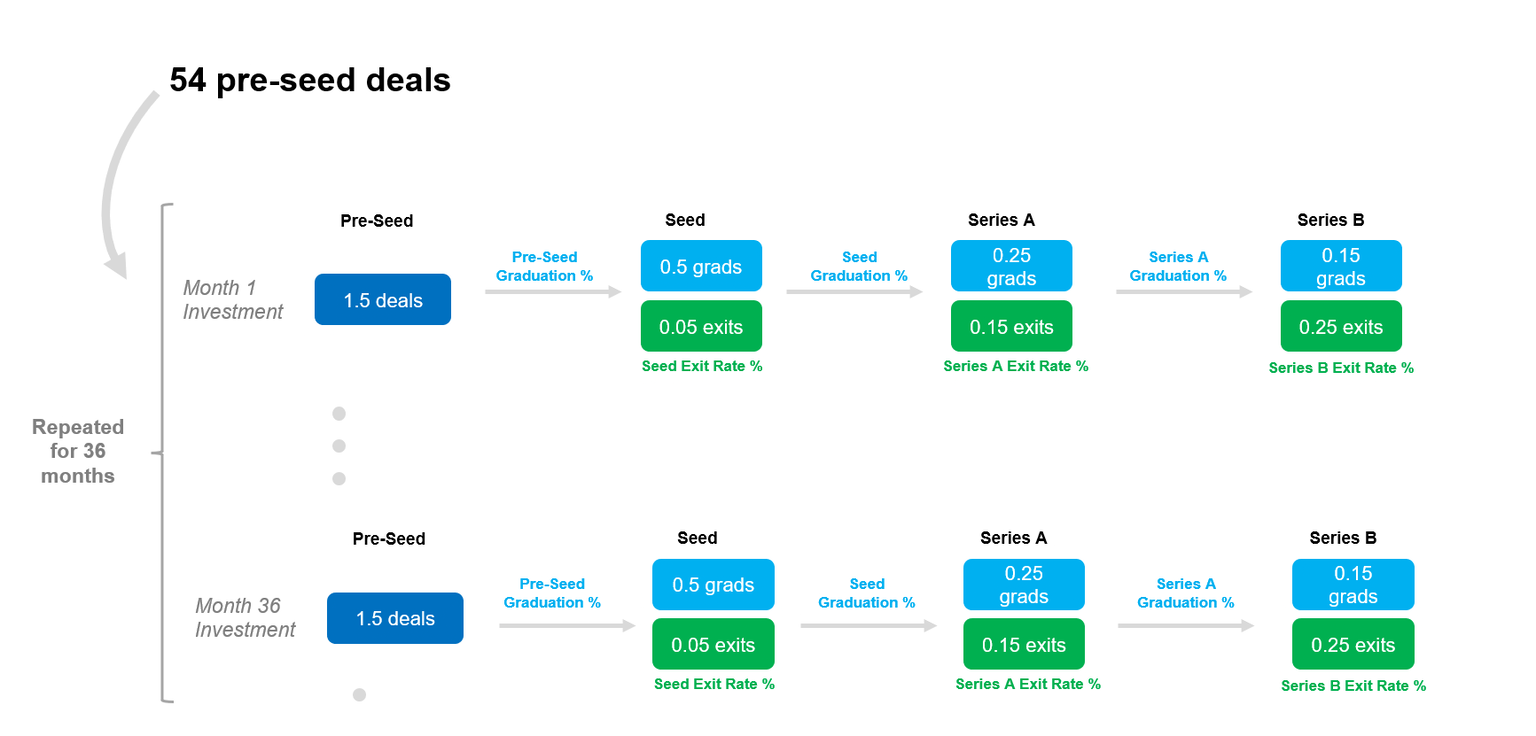 54 pre-seed deals
Pre-Seed
Seed
Series A
Series B
Month 1
Investment
1.5 deals
Pre-Seed
Graduation %
0.5 grads
0.05 exits
Seed Exit Rate %
Seed
Graduation %
0.25
grads
0.15 exits
Series A Exit Rate %
Series A
Graduation %
0.15
grads
0.25 exits
Series B Exit Rate %
Repeated
for 36
months
Pre-Seed
Seed
Series A
Series B
Month 36
Investment
1.5 deals
Pre-Seed
Graduation %
0.5 grads
0.05 exits
Seed Exit Rate %
Seed
Graduation %
0.25
grads
0.15 exits
Series A Exit Rate %
Series A
Graduation %
0.15
grads
0.25 exits
Series B Exit Rate %